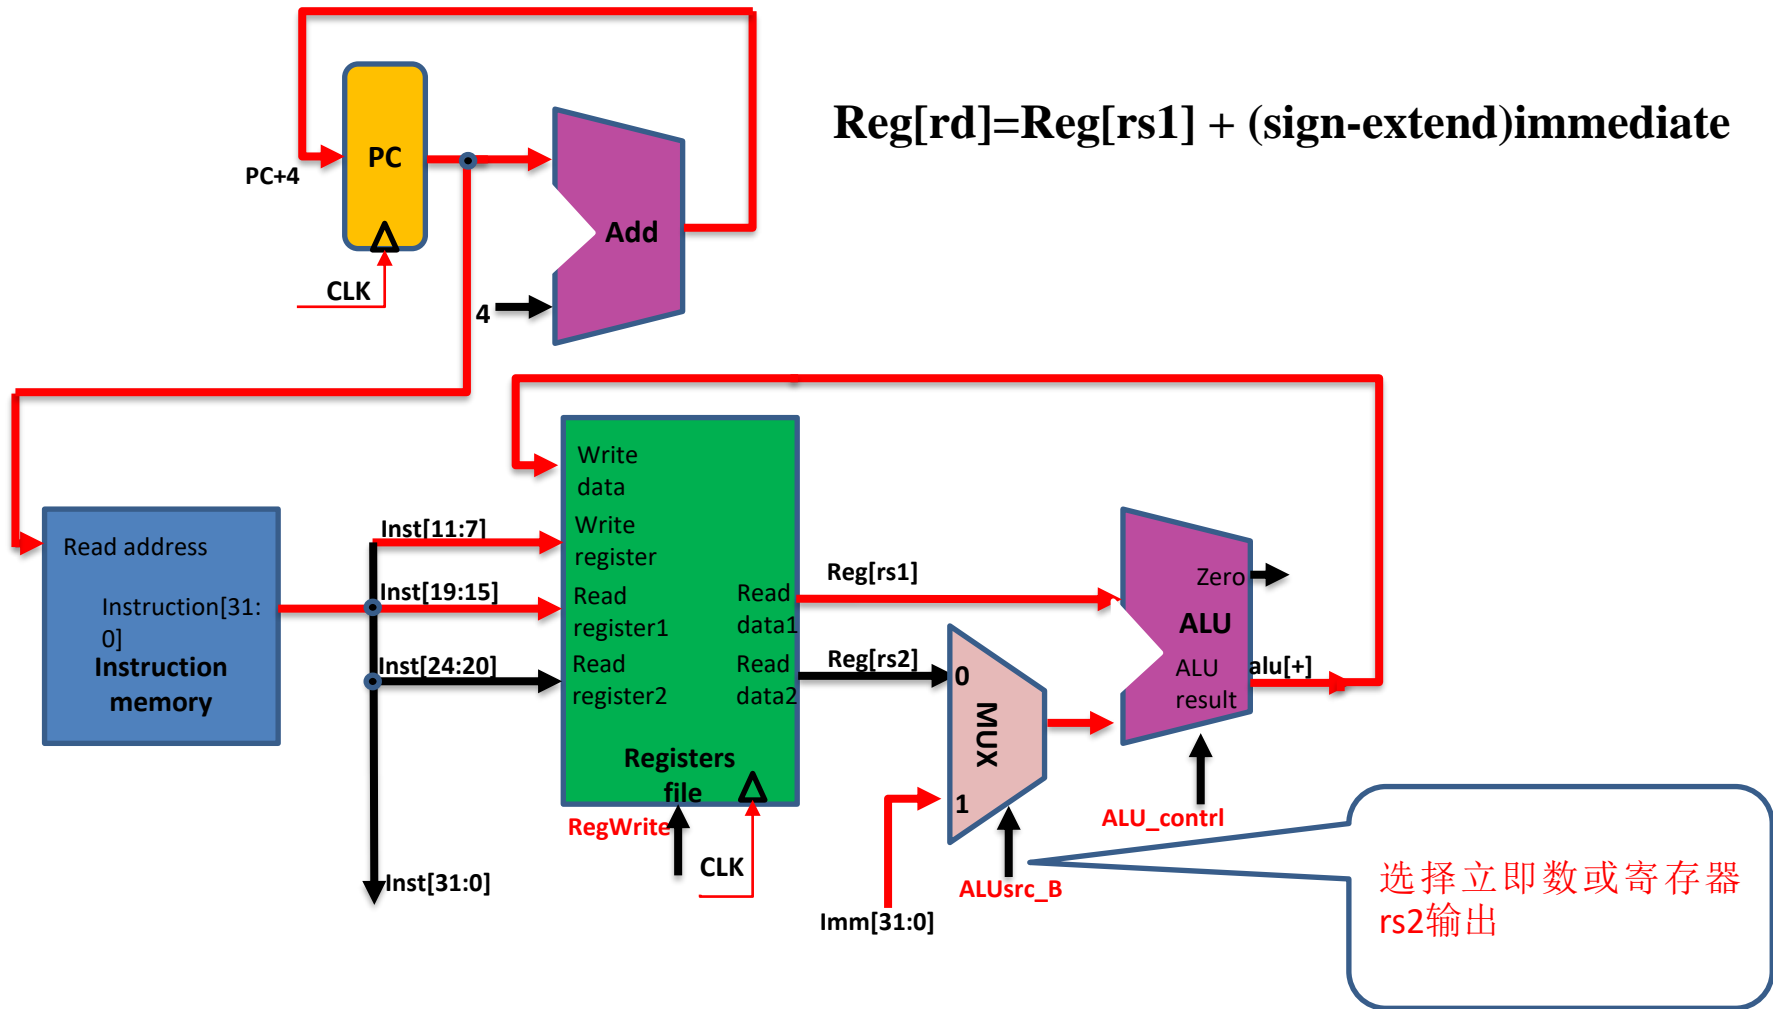 Reg[rd]=Reg[rs1] + (sign-extend)immediate
PC
PC+4
Add
CLK
4
Write
data
Inst[11:7]
Write
register
Read address
Instruction[31:
0]
Instruction
memory
Inst[19:15]
Read
register1
Read
data1
Reg[rs1]
Inst[24:20]
Read
register2
Read
data2
Reg[rs2]
Registers
file
RegWrite
CLK
Inst[31:0]
0
MUX
1
Imm[31:0]
ALUsrc_B
Zero
ALU
ALU
result
alu[+]
ALU_contrl
选择立即数或寄存器
rs2输出